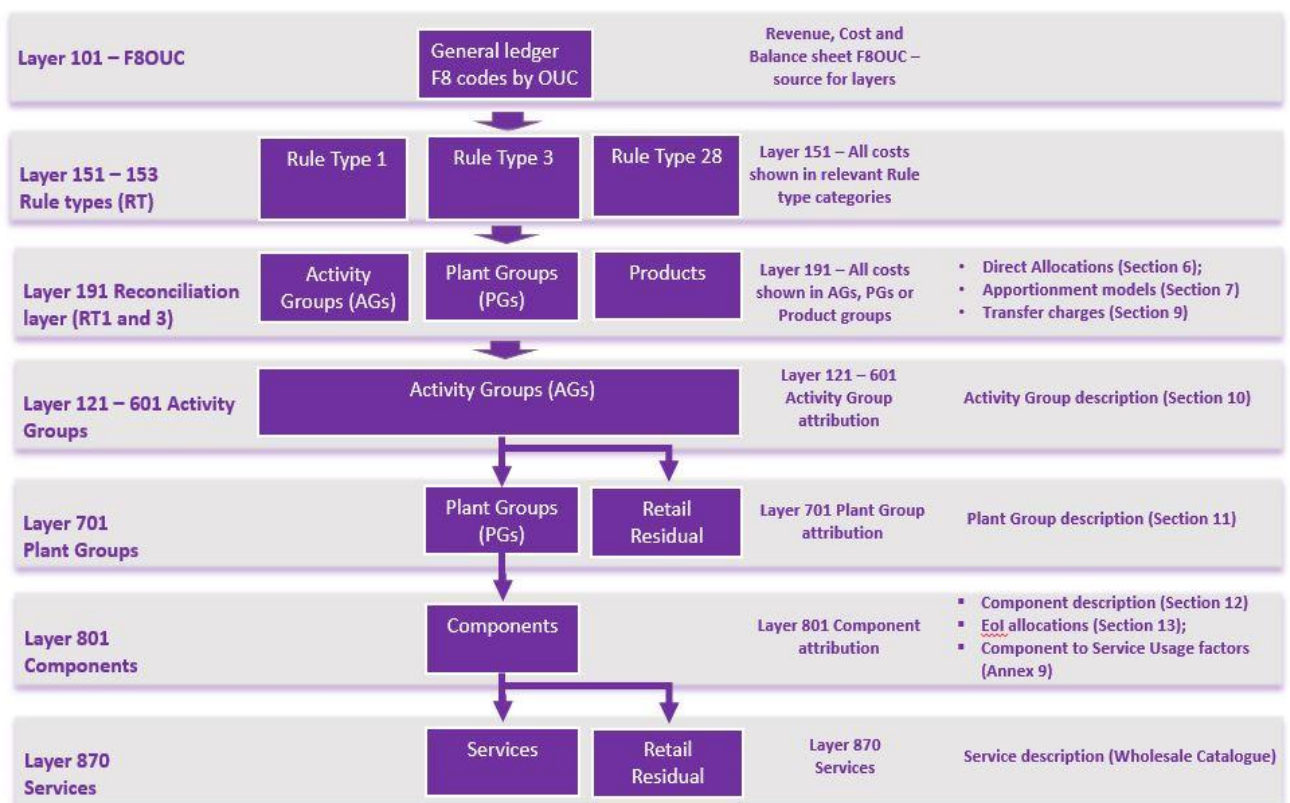 Layer 101 – F8OUC
General ledger
F8 codes by OUC
Revenue, Cost and
Balance sheet F8OUC –
source for layers
Layer 151 – 153
Rule types (RT)
Rule Type 1
Rule Type 3
Rule Type 28
Layer 151 – All costs
shown in relevant Rule
type categories
Layer 191 Reconciliation
layer (RT1 and 3)
Activity
Groups (AGs)
Plant Groups
(PGs)
Products
Layer 191 – All costs
shown in AGs, PGs or
Product groups
• Direct Allocations (Section 6);
• Apportionment models (Section 7)
• Transfer charges (Section 9)
Layer 121 – 601 Activity
Groups
Activity Groups (AGs)
Layer 121 – 601
Activity Group
attribution
Activity Group description (Section 10)
Layer 701
Plant Groups
Plant Groups
(PGs)
Retail
Residual
Layer 701 Plant Group
attribution
Plant Group description (Section 11)
Layer 801
Components
Components
Layer 801 Component
attribution
▪ Component description (Section 12)
▪ EoI allocations (Section 13);
▪ Component to Service Usage factors
(Annex 9)
Layer 870
Services
Services
Retail
Residual
Layer 870
Services
Service description (Wholesale Catalogue)